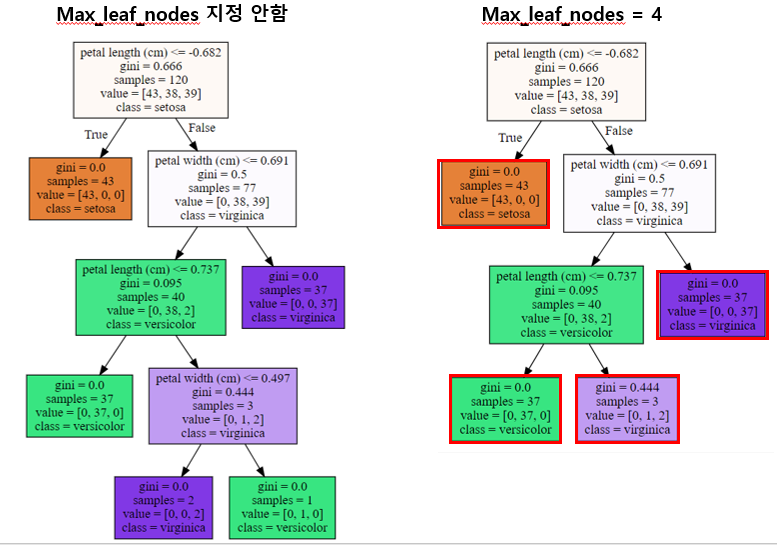 Max_leaf_nodes 지정 안함
petal length (cm) <= -0.682
gini = 0.666
samples = 120
value = [43, 38, 39]
class = setosa
True
False
gini = 0.0
samples = 43
value = [43, 0, 0]
class = setosa
petal width (cm) <= 0.691
gini = 0.5
samples = 77
value = [0, 38, 39]
class = virginica
petal length (cm) <= 0.737
gini = 0.095
samples = 40
value = [0, 38, 2]
class = versicolor
gini = 0.0
samples = 37
value = [0, 0, 37]
class = virginica
gini = 0.0
samples = 37
value = [0, 37, 0]
class = versicolor
petal width (cm) <= 0.497
gini = 0.444
samples = 3
value = [0, 1, 2]
class = virginica
gini = 0.0
samples = 2
value = [0, 0, 2]
class = virginica
gini = 0.0
samples = 1
value = [0, 1, 0]
class = versicolor
Max_leaf_nodes = 4
petal length (cm) <= -0.682
gini = 0.666
samples = 120
value = [43, 38, 39]
class = setosa
True
False
gini = 0.0
samples = 43
value = [43, 0, 0]
class = setosa
petal width (cm) <= 0.691
gini = 0.5
samples = 77
value = [0, 38, 39]
class = virginica
petal length (cm) <= 0.737
gini = 0.095
samples = 40
value = [0, 38, 2]
class = versicolor
gini = 0.0
samples = 37
value = [0, 0, 37]
class = virginica
gini = 0.0
samples = 37
value = [0, 37, 0]
class = versicolor
gini = 0.444
samples = 3
value = [0, 1, 2]
class = virginica